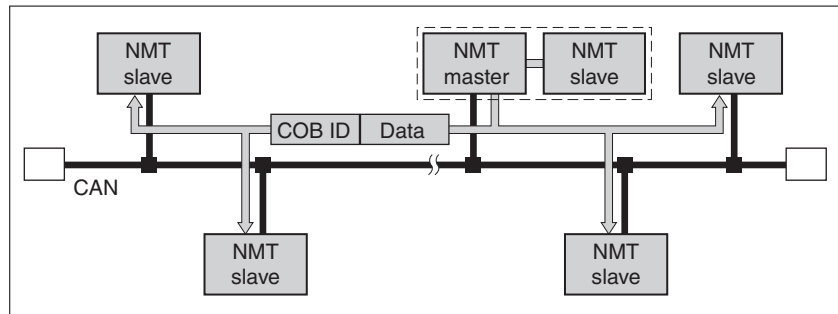 NMT
slave
NMT
master
NMT
slave
NMT
slave
COB ID
Data
CAN
NMT
slave
NMT
slave